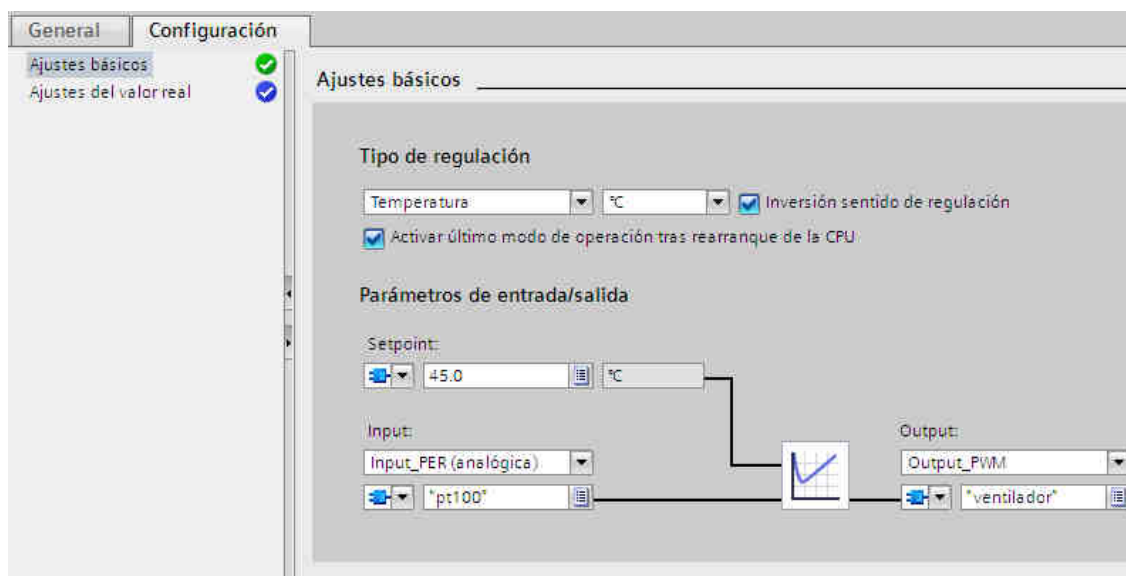 General Configuración
Ajustes básicos
Ajustes del valor real
Ajustes básicos
Tipo de regulación
Temperatura °C Inversión sentido de regulación
Activar último modo de operación tras rearranque de la CPU
Parámetros de entrada/salida
Setpoint:
45.0 °C
Input: Output:
Input_PER (analógica) Output_PWM
"pt100" "ventilador"